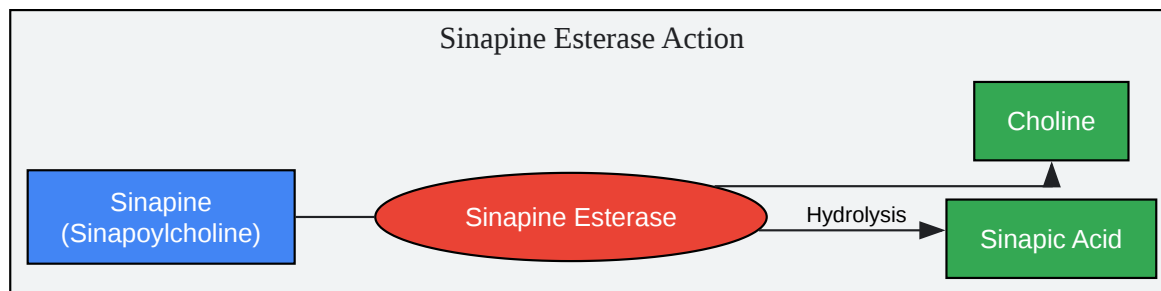 Sinapine Esterase Action
Choline
Sinapine
(Sinapoylcholine)
Sinapine Esterase
Hydrolysis
Sinapic Acid